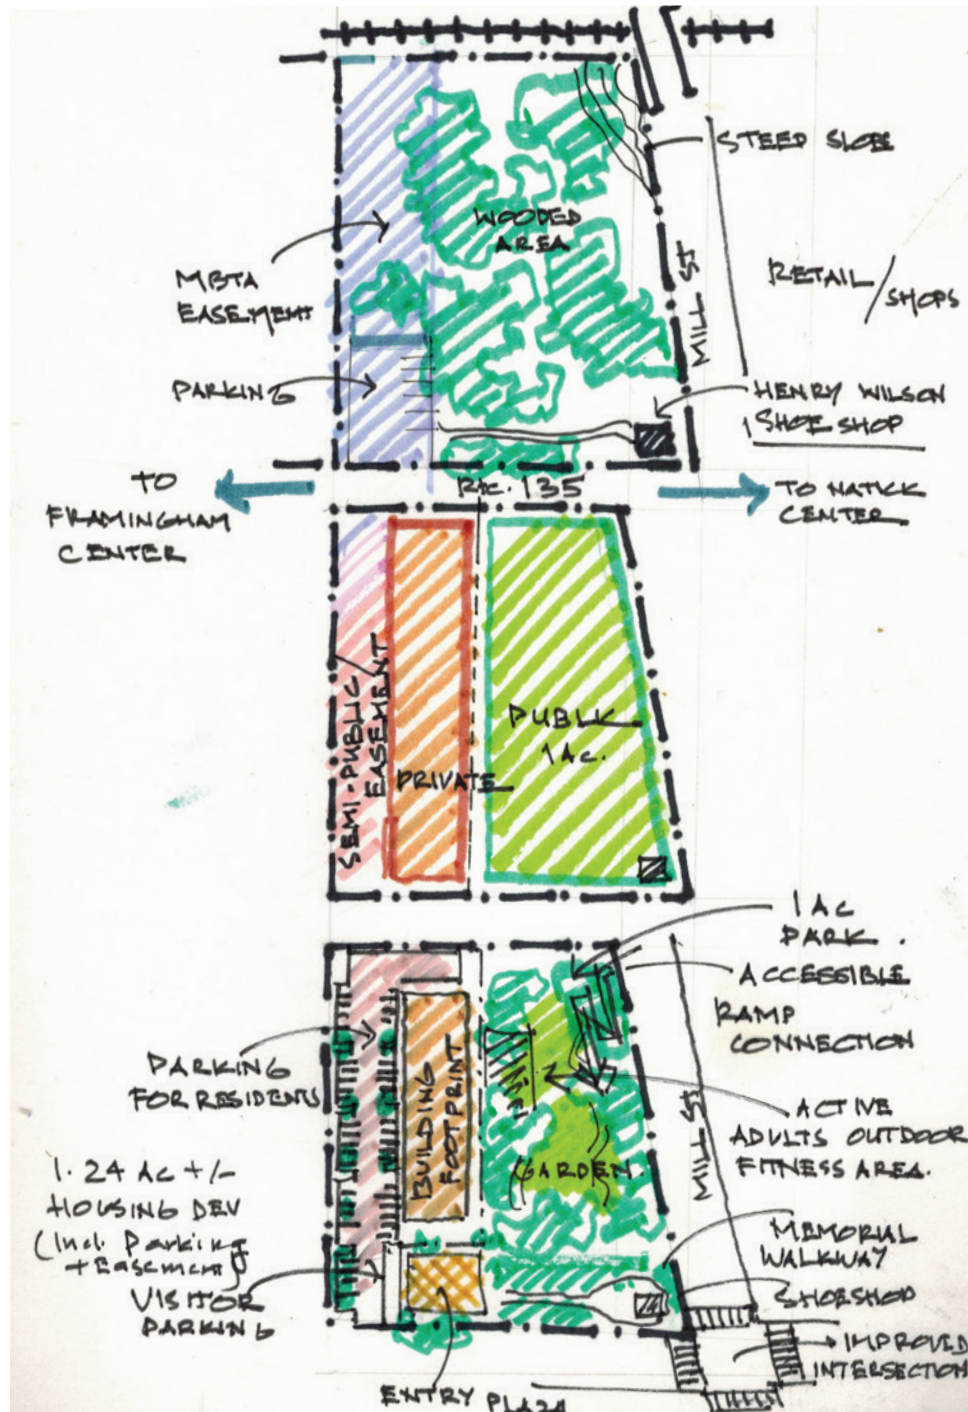 STEEP SLOPE
WOODED
AREA
MBTA
EASEMENT
MILL ST
RETAIL /
SHOPS
PARKING
HENRY WILSON
SHOE SHOP
TO
FRAMINGHAM
CENTER
RTE. 135
TO NATICK
CENTER
SEMI-PUBLIC/
EASEMENT
PRIVATE
PUBLIC
1 AC.
1 AC
PARK.
ACCESSIBLE
RAMP
CONNECTION
PARKING
FOR RESIDENTS
BUILDING
FOOTPRINT
ACTIVE
ADULTS OUTDOOR
FITNESS AREA.
GARDEN.
MILL ST
1.24 AC +/-
HOUSING DEV
(Incl. Parking
+ Easement)
VISITOR
PARKING
MEMORIAL
WALKWAY
SHOESHOP
IMPROVED
INTERSECTION
ENTRY PLAZA